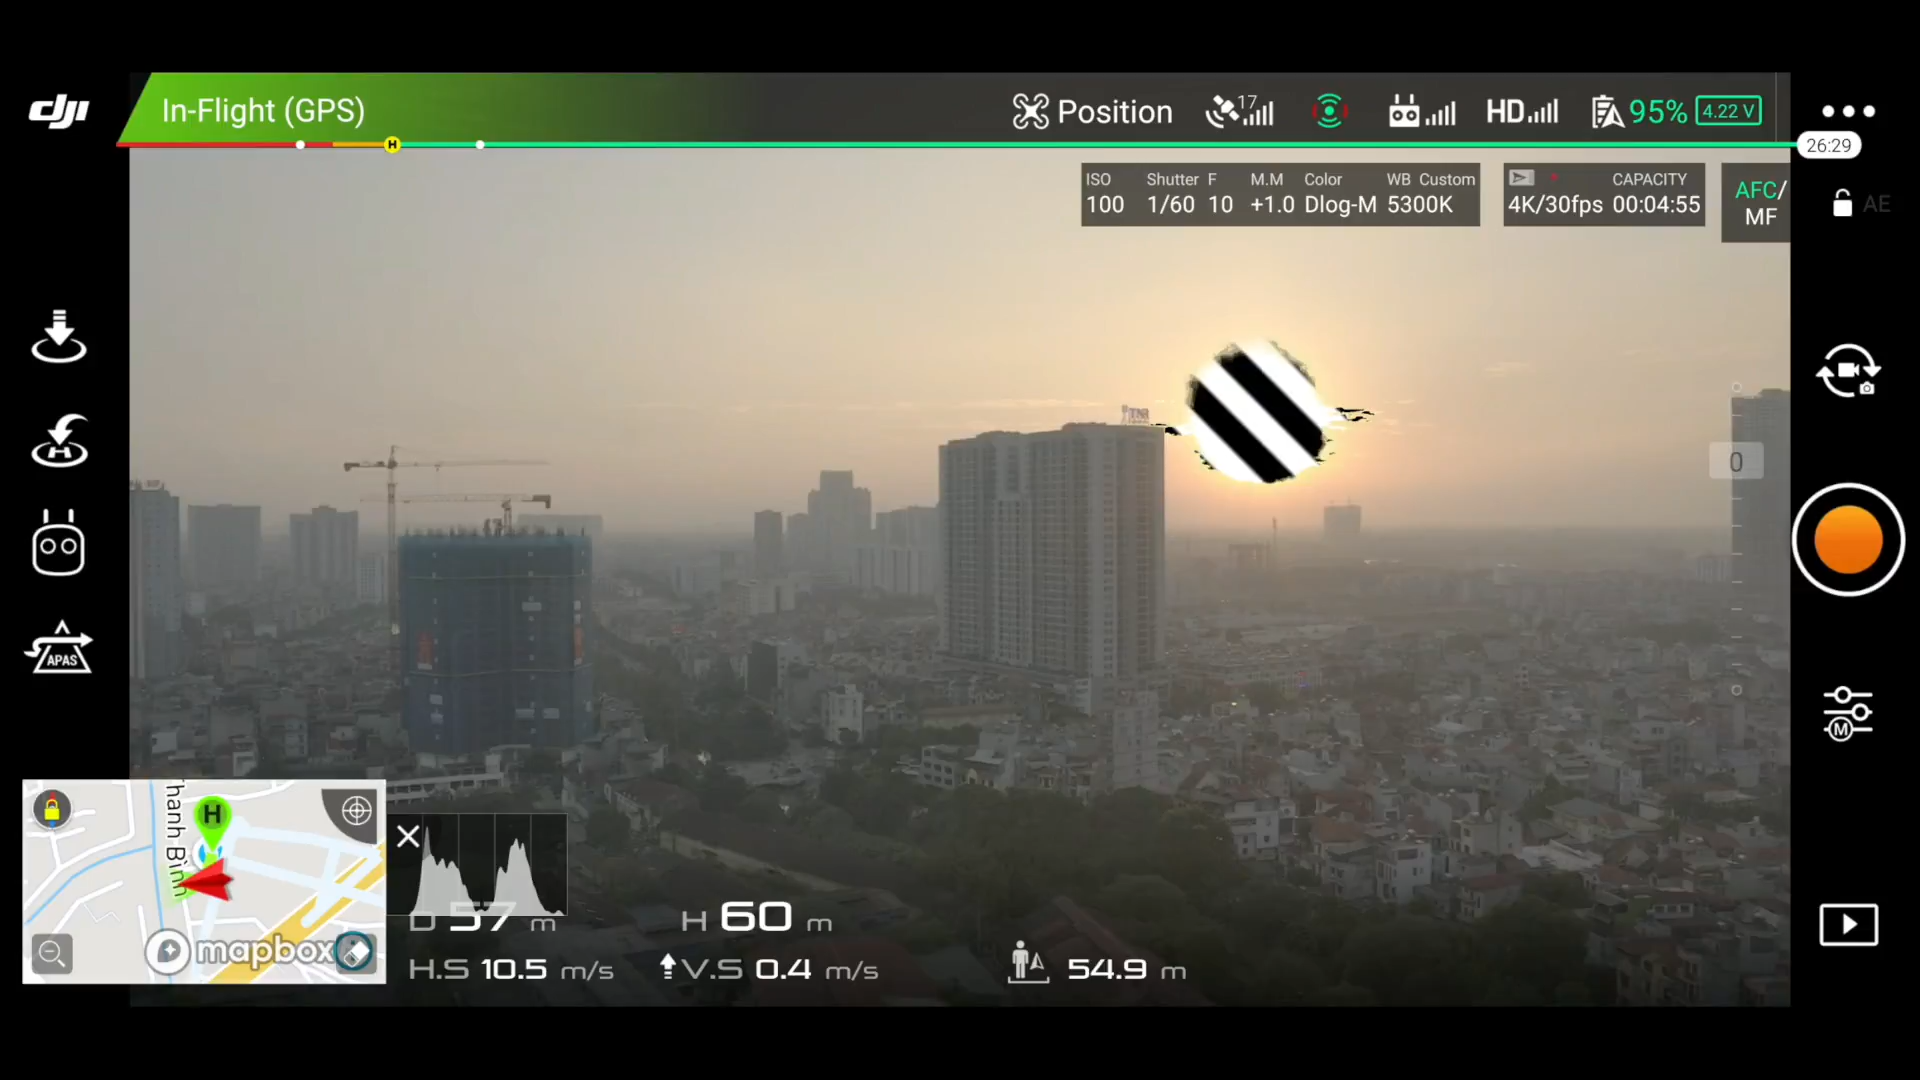 dji
In-Flight (GPS)
Position
17
HD
95%
4.22 V
26:29
ISO Shutter F M.M Color WB Custom
100 1/60 10 +1.0 Dlog-M 5300K
CAPACITY
4K/30fps 00:04:55
AFC/
MF
AE
H
TNR
0
APAS
M
hanh Bình
H
mapbox
D 57 m
H 60 m
H.S 10.5 m/s
V.S 0.4 m/s
54.9 m